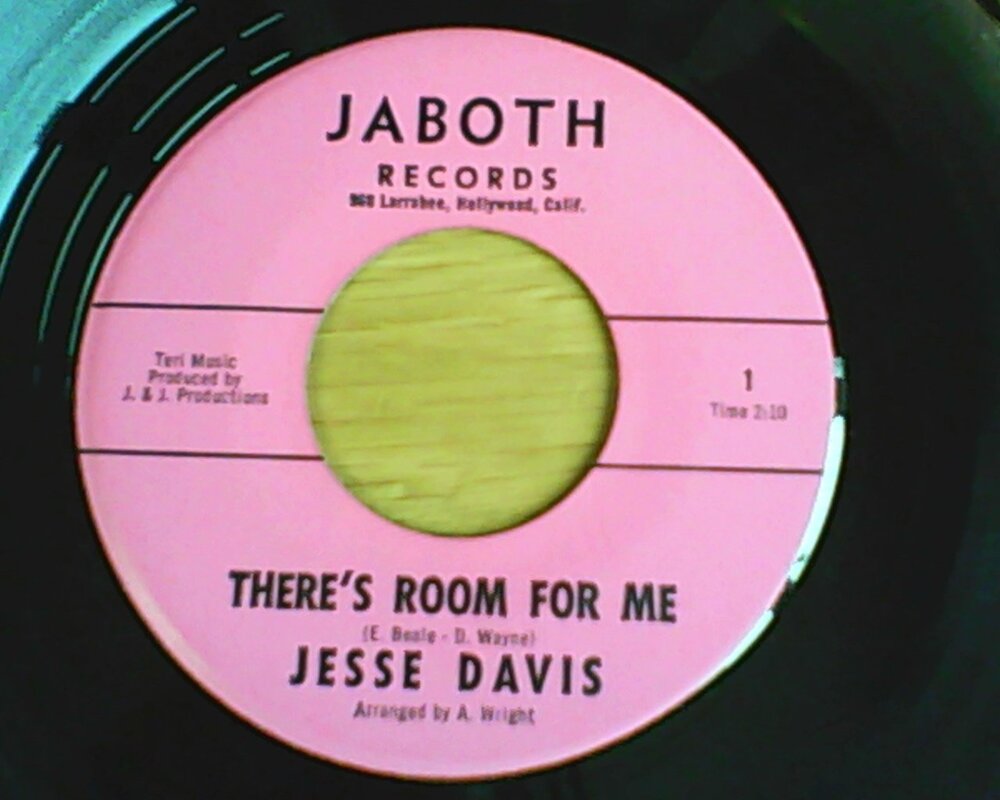 JABOTH
RECORDS
968 Larrabee, Hollywood, Calif.
Teri Music
Produced by
J. & J. Productions
1
Time 2:10
THERE'S ROOM FOR ME
(E. Beale - D. Wayne)
JESSE DAVIS
Arranged by A. Wright